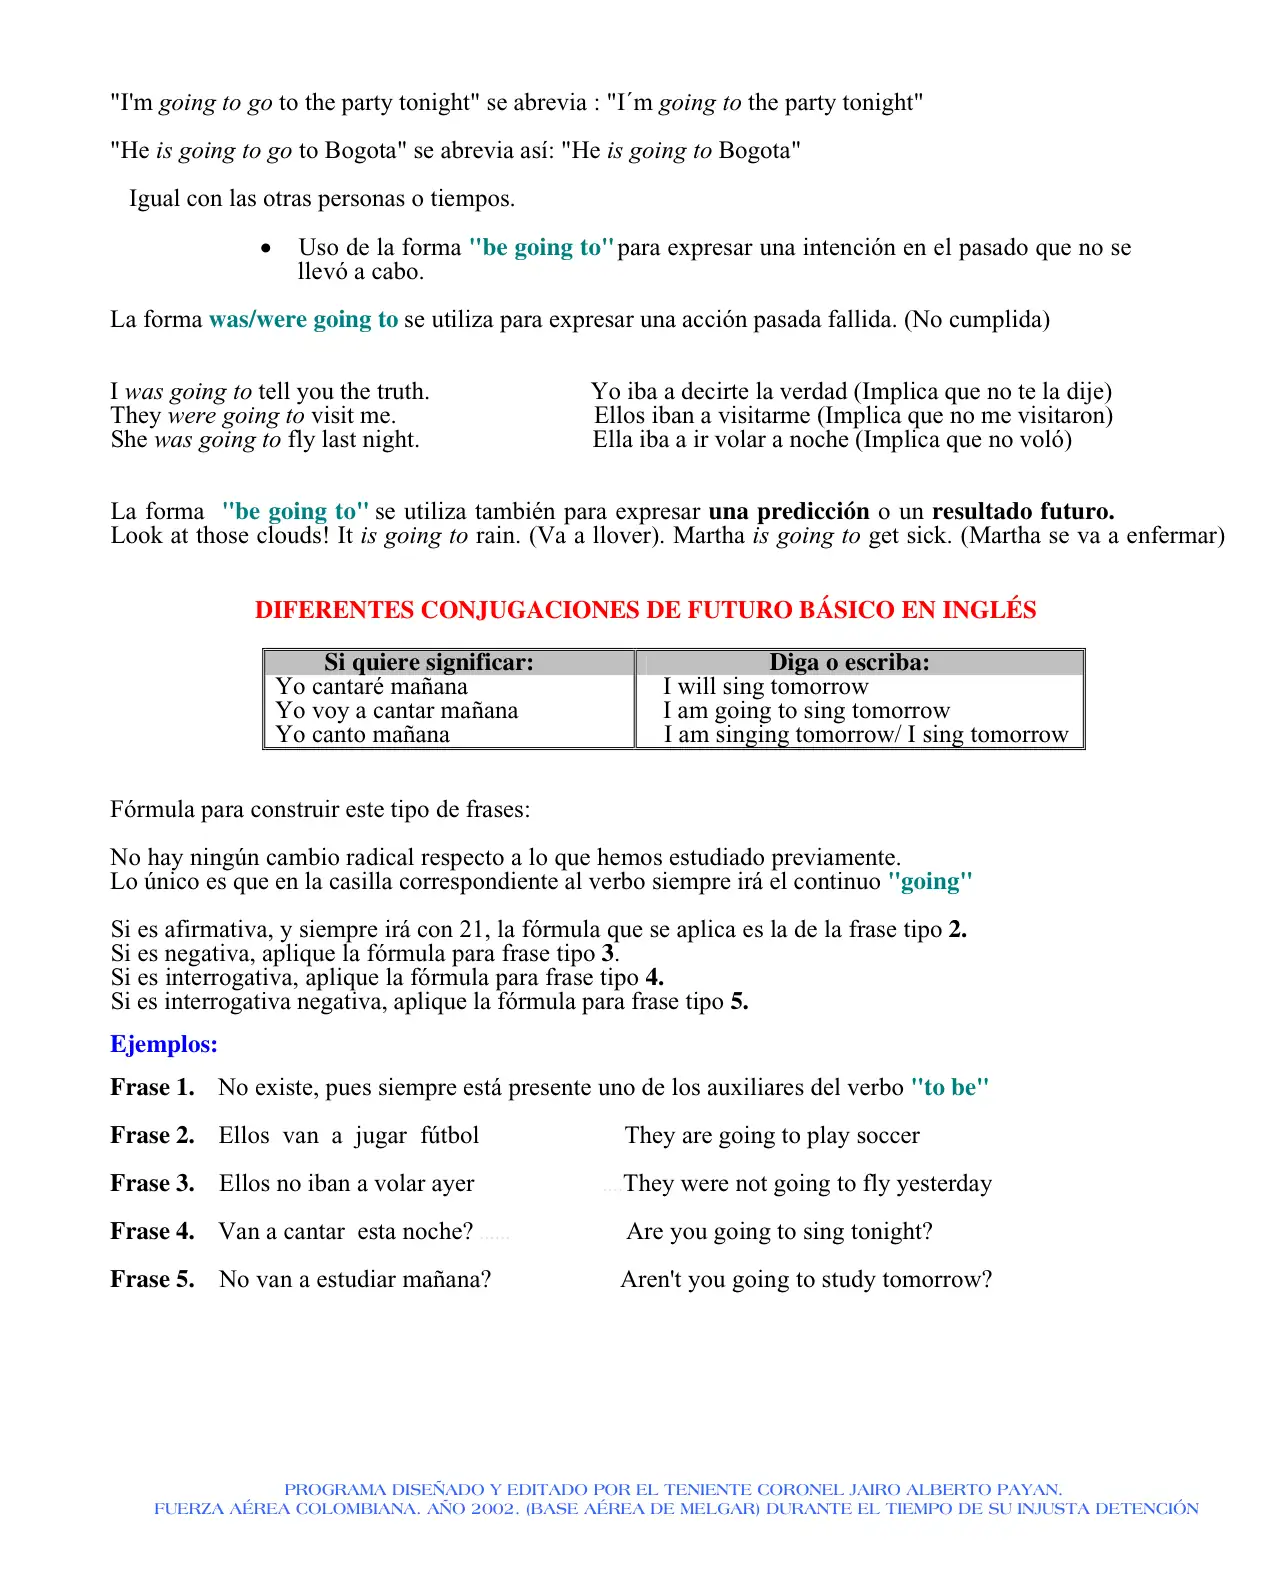 "I'm going to go to the party tonight" se abrevia : "I´m going to the party tonight"
"He is going to go to Bogota" se abrevia así: "He is going to Bogota"
Igual con las otras personas o tiempos.
• Uso de la forma "be going to" para expresar una intención en el pasado que no se
llevó a cabo.
La forma was/were going to se utiliza para expresar una acción pasada fallida. (No cumplida)
I was going to tell you the truth. Yo iba a decirte la verdad (Implica que no te la dije)
They were going to visit me. Ellos iban a visitarme (Implica que no me visitaron)
She was going to fly last night. Ella iba a ir volar a noche (Implica que no voló)
La forma "be going to" se utiliza también para expresar una predicción o un resultado futuro.
Look at those clouds! It is going to rain. (Va a llover). Martha is going to get sick. (Martha se va a enfermar)
DIFERENTES CONJUGACIONES DE FUTURO BÁSICO EN INGLÉS
Si quiere significar: Diga o escriba:
Yo cantaré mañana I will sing tomorrow
Yo voy a cantar mañana I am going to sing tomorrow
Yo canto mañana I am singing tomorrow/ I sing tomorrow
Fórmula para construir este tipo de frases:
No hay ningún cambio radical respecto a lo que hemos estudiado previamente.
Lo único es que en la casilla correspondiente al verbo siempre irá el continuo "going"
Si es afirmativa, y siempre irá con 21, la fórmula que se aplica es la de la frase tipo 2.
Si es negativa, aplique la fórmula para frase tipo 3.
Si es interrogativa, aplique la fórmula para frase tipo 4.
Si es interrogativa negativa, aplique la fórmula para frase tipo 5.
Ejemplos:
Frase 1. No existe, pues siempre está presente uno de los auxiliares del verbo "to be"
Frase 2. Ellos van a jugar fútbol They are going to play soccer
Frase 3. Ellos no iban a volar ayer ....They were not going to fly yesterday
Frase 4. Van a cantar esta noche? ...... Are you going to sing tonight?
Frase 5. No van a estudiar mañana? Aren't you going to study tomorrow?
PROGRAMA DISEÑADO Y EDITADO POR EL TENIENTE CORONEL JAIRO ALBERTO PAYAN.
FUERZA AÉREA COLOMBIANA. AÑO 2002. (BASE AÉREA DE MELGAR) DURANTE EL TIEMPO DE SU INJUSTA DETENCIÓN